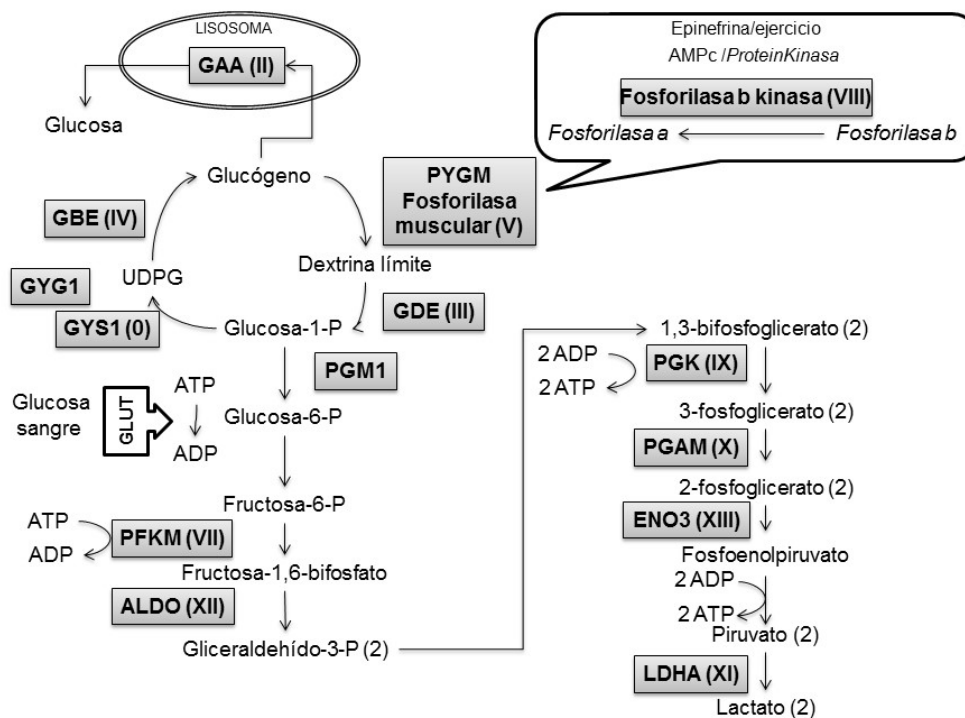 LISOSOMA
GAA (II)
Glucosa
Glucógeno
GBE (IV)
UDPG
GYG1
GYS1 (0)
Glucosa-1-P
PYGM
Fosforilasa
muscular (V)
Dextrina límite
GDE (III)
PGM1
Epinefrina/ejercicio
AMPc /ProteinKinasa
Fosforilasa b kinasa (VIII)
Fosforilasa a
Fosforilasa b
Glucosa
sangre
GLUT
ATP
ADP
Glucosa-6-P
Fructosa-6-P
ATP
ADP
PFKM (VII)
Fructosa-1,6-bifosfato
ALDO (XII)
Gliceraldehído-3-P (2)
1,3-bifosfoglicerato (2)
2 ADP
2 ATP
PGK (IX)
3-fosfoglicerato (2)
PGAM (X)
2-fosfoglicerato (2)
ENO3 (XIII)
Fosfoenolpiruvato
2 ADP
2 ATP
Piruvato (2)
LDHA (XI)
Lactato (2)